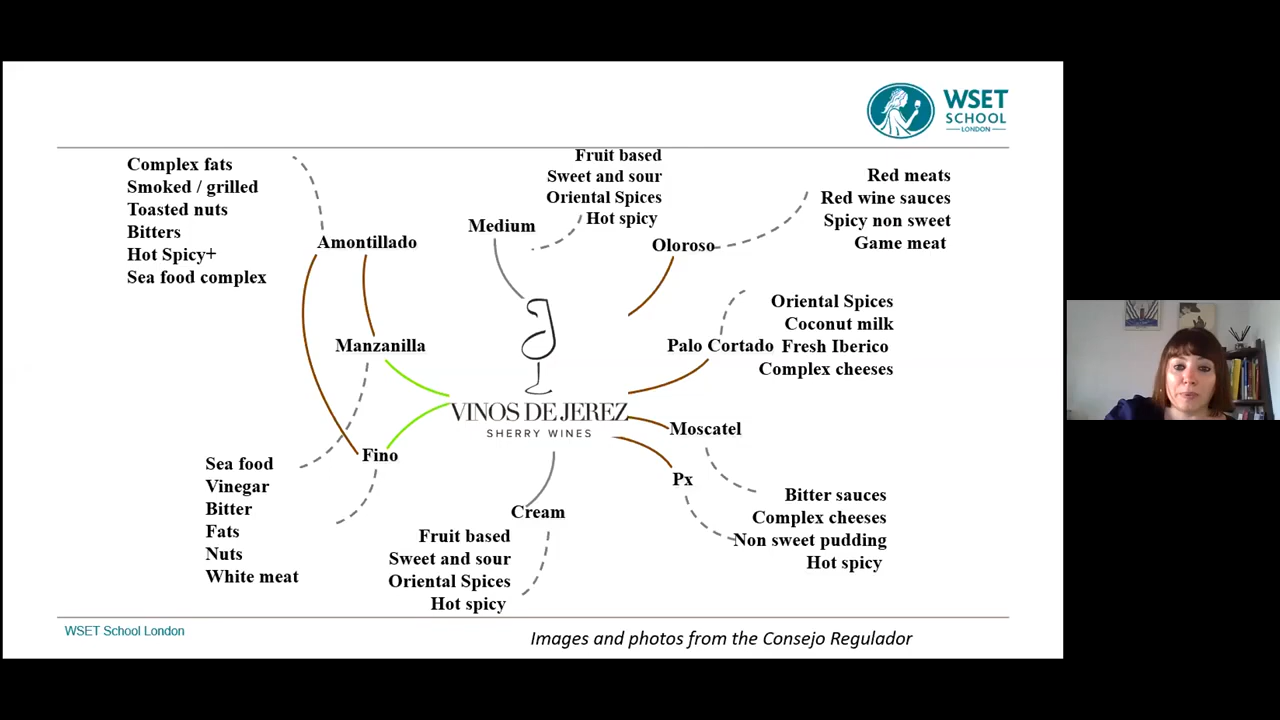 WSET
SCHOOL
LONDON
Complex fats
Smoked / grilled
Toasted nuts
Bitters
Hot Spicy+
Sea food complex
Amontillado
Medium
Fruit based
Sweet and sour
Oriental Spices
Hot spicy
Oloroso
Red meats
Red wine sauces
Spicy non sweet
Game meat
Manzanilla
Palo Cortado
Oriental Spices
Coconut milk
Fresh Iberico
Complex cheeses
VINOS DE JEREZ
SHERRY WINES
Moscatel
Fino
Px
Sea food
Vinegar
Bitter
Fats
Nuts
White meat
Cream
Fruit based
Sweet and sour
Oriental Spices
Hot spicy
Bitter sauces
Complex cheeses
Non sweet pudding
Hot spicy
WSET School London
Images and photos from the Consejo Regulador